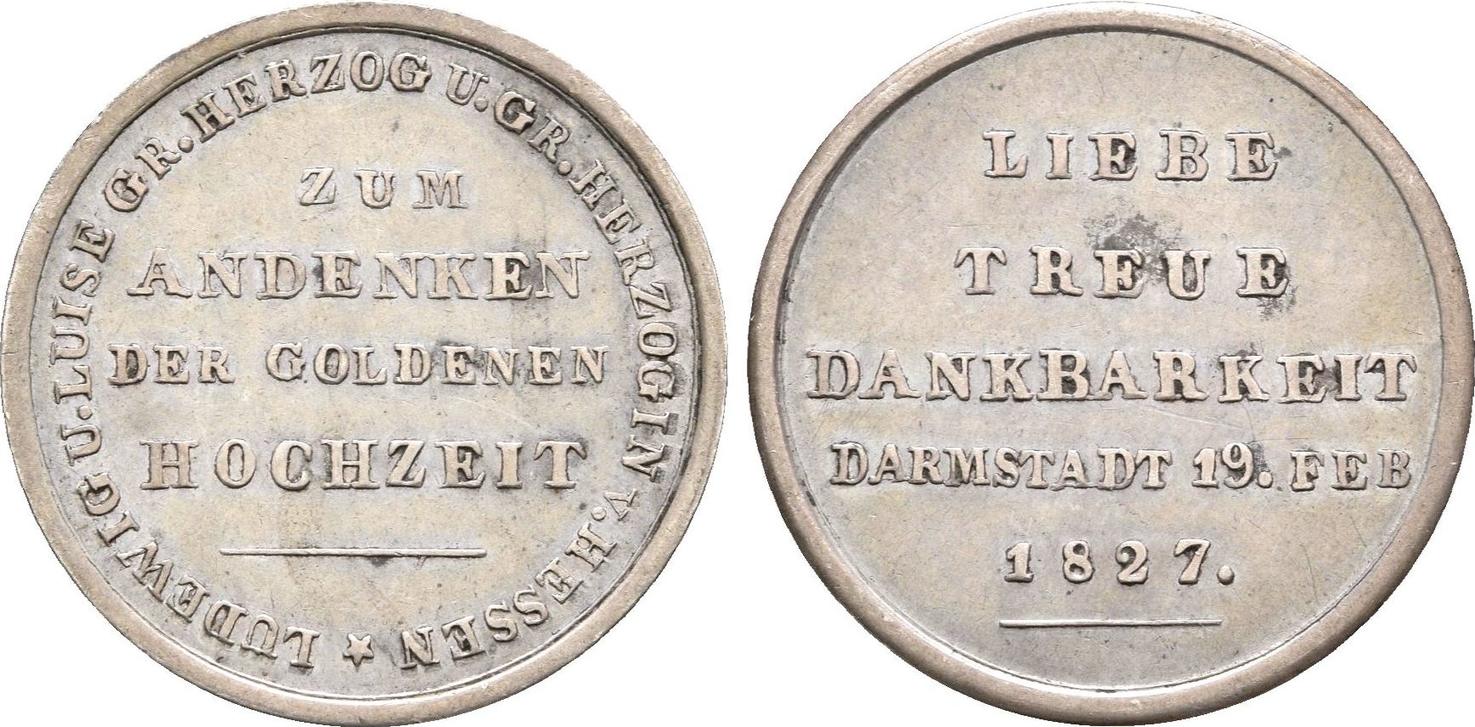 LUDEWIG U. LUISE GR. HERZOG U. GR. HERZOGIN v. HESSEN
ZUM
ANDENKEN
DER GOLDENEN
HOCHZEIT
LIEBE
TREUE
DANKBARKEIT
DARMSTADT 19. FEB
1827.